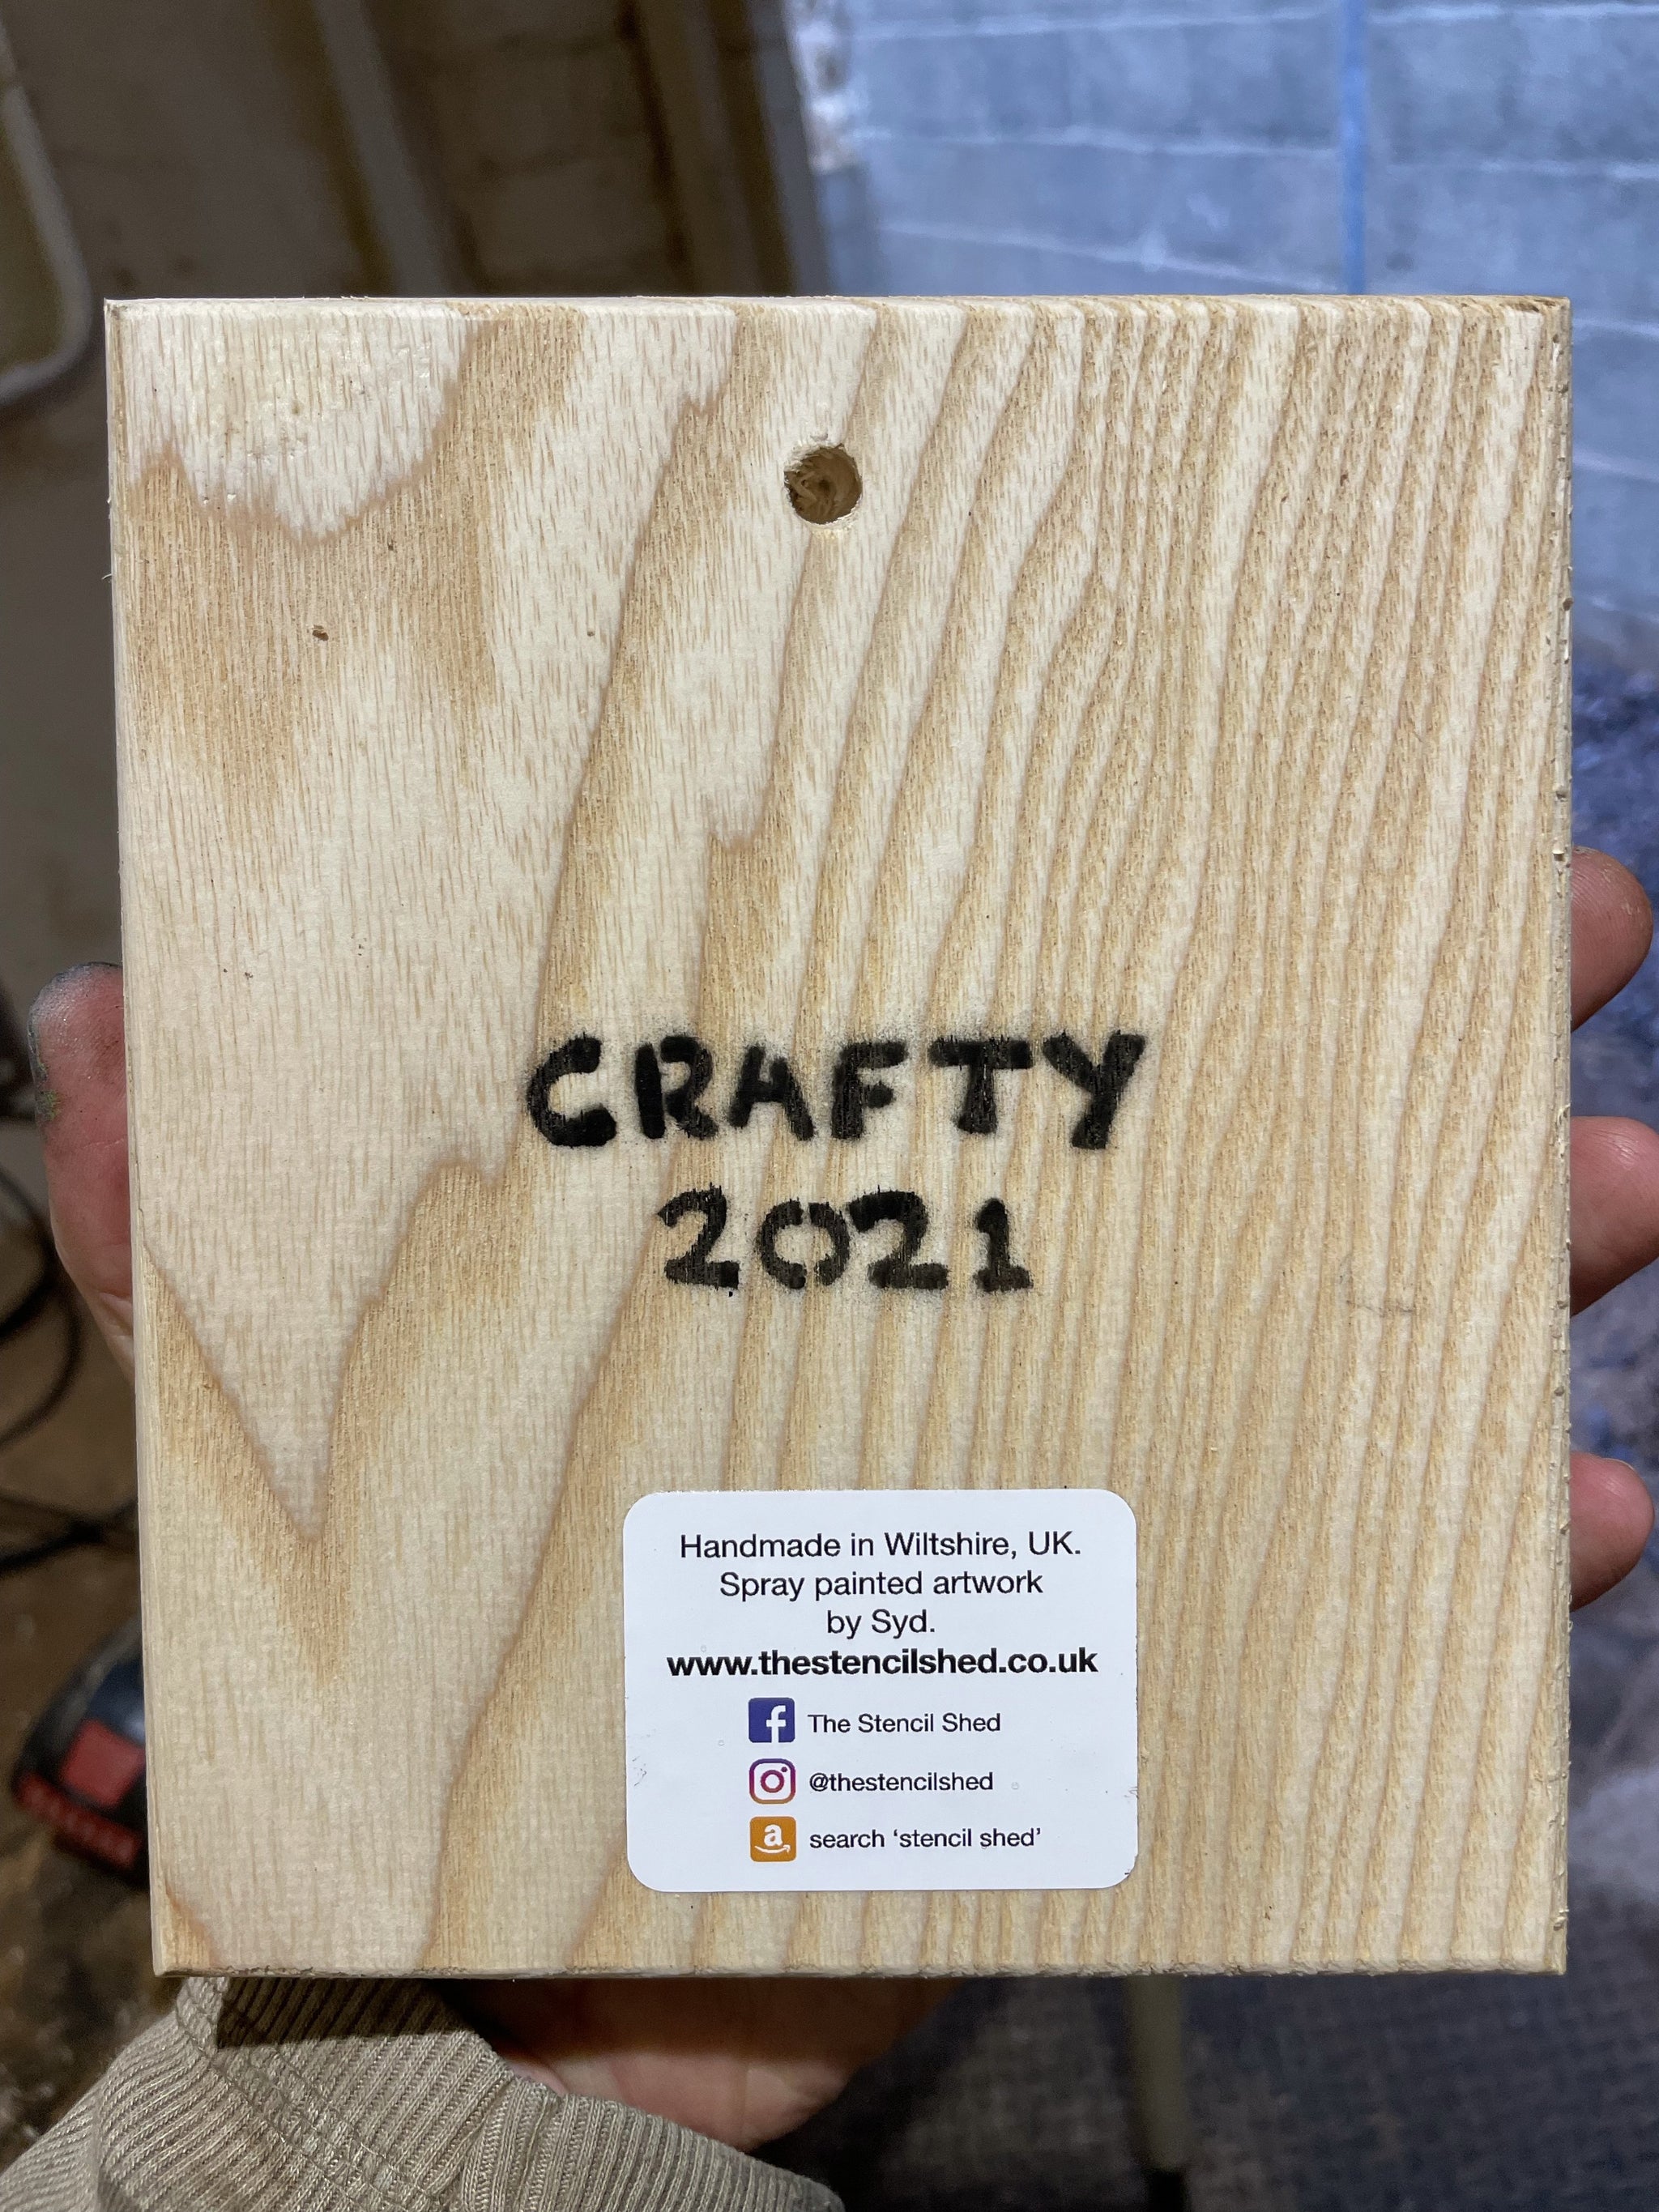 CRAFTY
2021
Handmade in Wiltshire, UK.
Spray painted artwork
by Syd.
www.thestencilshed.co.uk
The Stencil Shed
@thestencilshed
search ‘stencil shed’